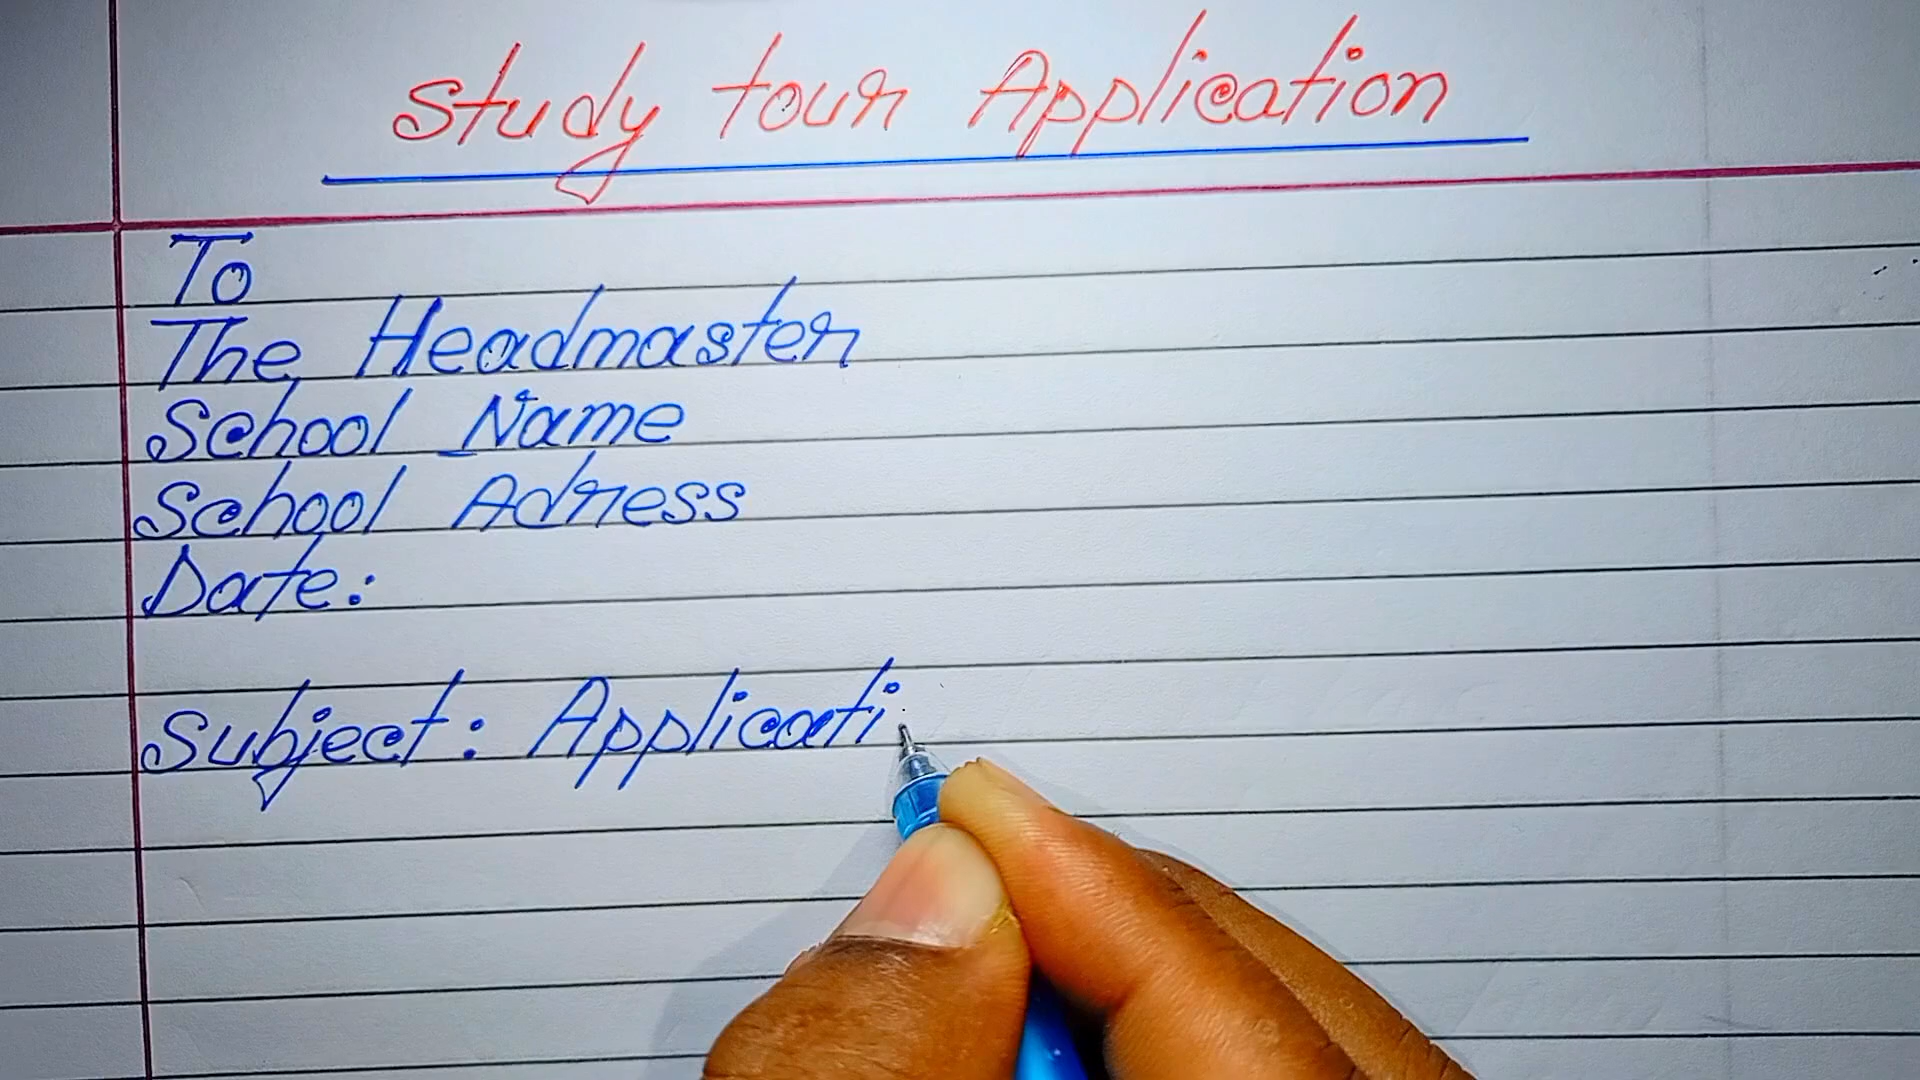 Study tour Application
To
The Headmaster
School Name
School Adress
Date:
Subject: Applicati